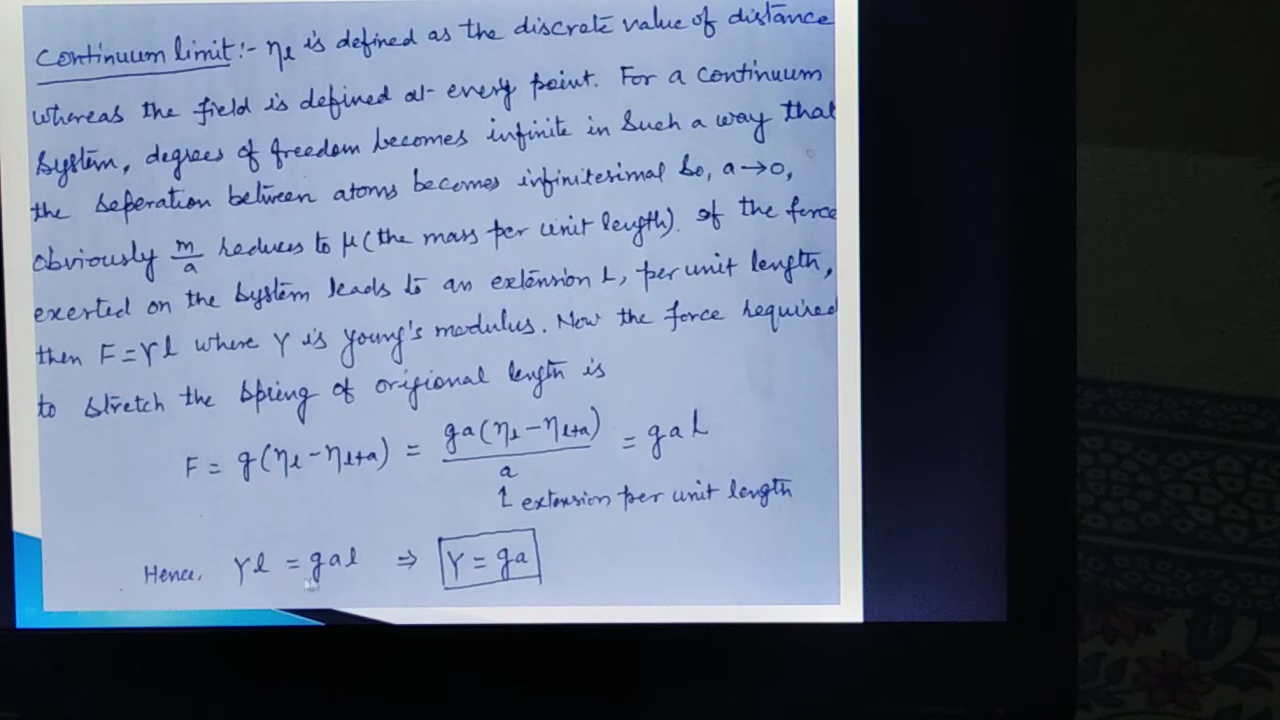 Continuum limit:- ηl is defined as the discrete value of distance
whereas the field is defined at every point. For a continuum
System, degrees of freedom becomes infinite in such a way that
the seperation between atoms becomes infinitesimal so, a→0,
obviously m/a reduces to μ (the mass per unit length). If the force
exerted on the system leads to an extension l, per unit length,
then F = Yl where Y is young's modulus. Now the force required
to stretch the spring of origional length is
F = g(ηl - ηl+a) = ga(ηl - ηl+a)/a = gal
↑ extension per unit length
Hence, Yl = gal ⇒ Y = ga